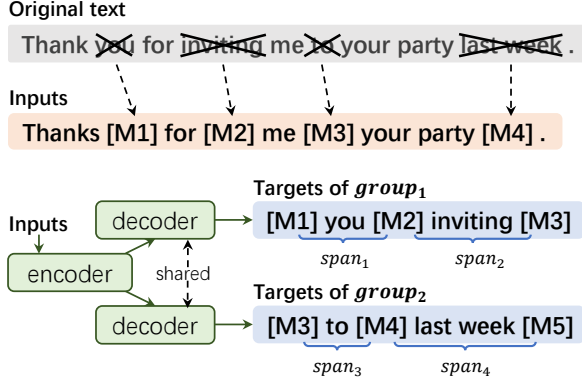 Original text
Thank you for inviting me to your party last week .
Inputs
Thanks [M1] for [M2] me [M3] your party [M4] .
Targets of group₁
Inputs
decoder
[M1] you [M2] inviting [M3]
span₁ span₂
encoder
shared
Targets of group₂
decoder
[M3] to [M4] last week [M5]
span₃ span₄